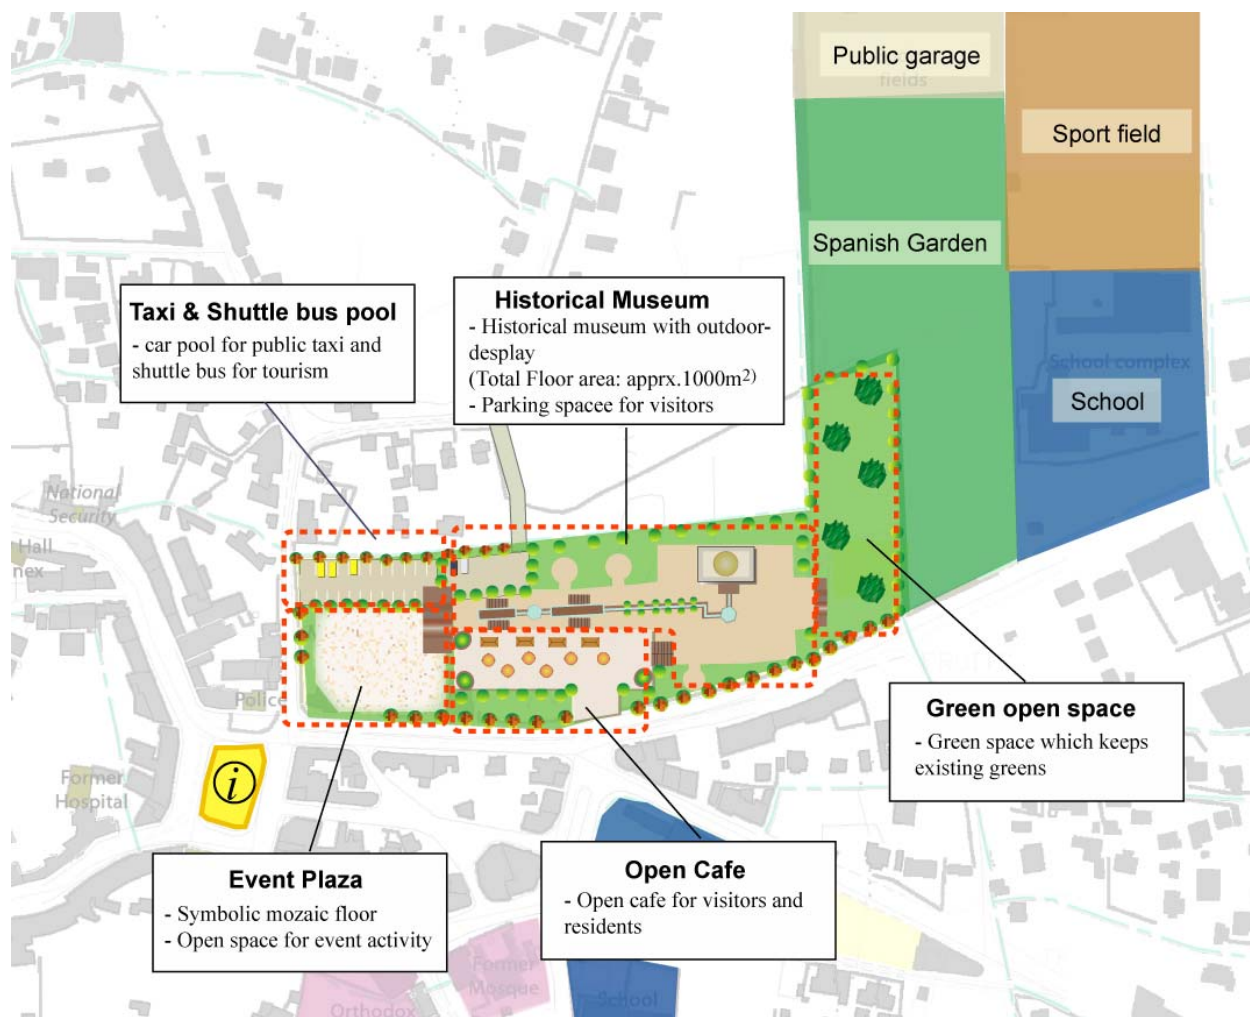 Public garage
fields
Sport field
Spanish Garden
School complex
School
Taxi & Shuttle bus pool
- car pool for public taxi and
shuttle bus for tourism
Historical Museum
- Historical museum with outdoor-
desplay
(Total Floor area: apprx.1000m²)
- Parking spacee for visitors
National
Security
Hall
nex
Police
Former
Hospital
i
Green open space
- Green space which keeps
existing greens
Event Plaza
- Symbolic mozaic floor
- Open space for event activity
Open Cafe
- Open cafe for visitors and
residents
Former
Mosque
Orthodox
School